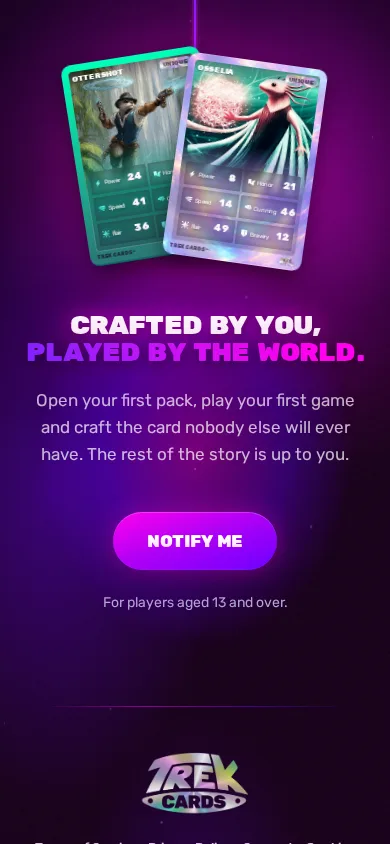 OTTERSHOT
UNIQUE
OSSELIA
UNIQUE
Power 24
Speed 41
Star 36
TREK CARDS
Power 8
Honor 21
Speed 14
Cunning 46
Star 49
Bravery 12
TREK CARDS
CRAFTED BY YOU,
PLAYED BY THE WORLD.
Open your first pack, play your first game
and craft the card nobody else will ever
have. The rest of the story is up to you.
NOTIFY ME
For players aged 13 and over.
TREK
CARDS